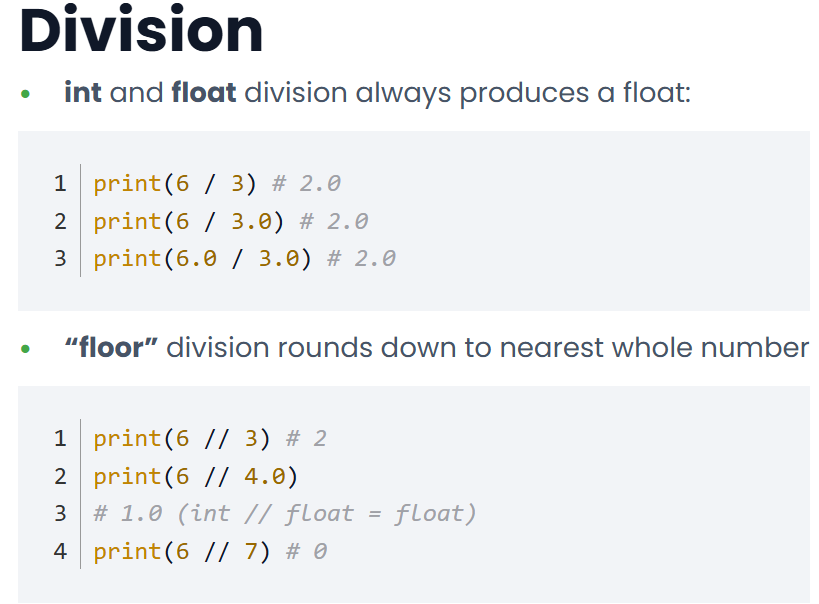 Division
• int and float division always produces a float:
1 print(6 / 3) # 2.0
2 print(6 / 3.0) # 2.0
3 print(6.0 / 3.0) # 2.0
• “floor” division rounds down to nearest whole number
1 print(6 // 3) # 2
2 print(6 // 4.0)
3 # 1.0 (int // float = float)
4 print(6 // 7) # 0